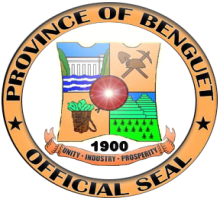 PROVINCE OF BENGUET
1900
UNITY · INDUSTRY · PROSPERITY
OFFICIAL SEAL